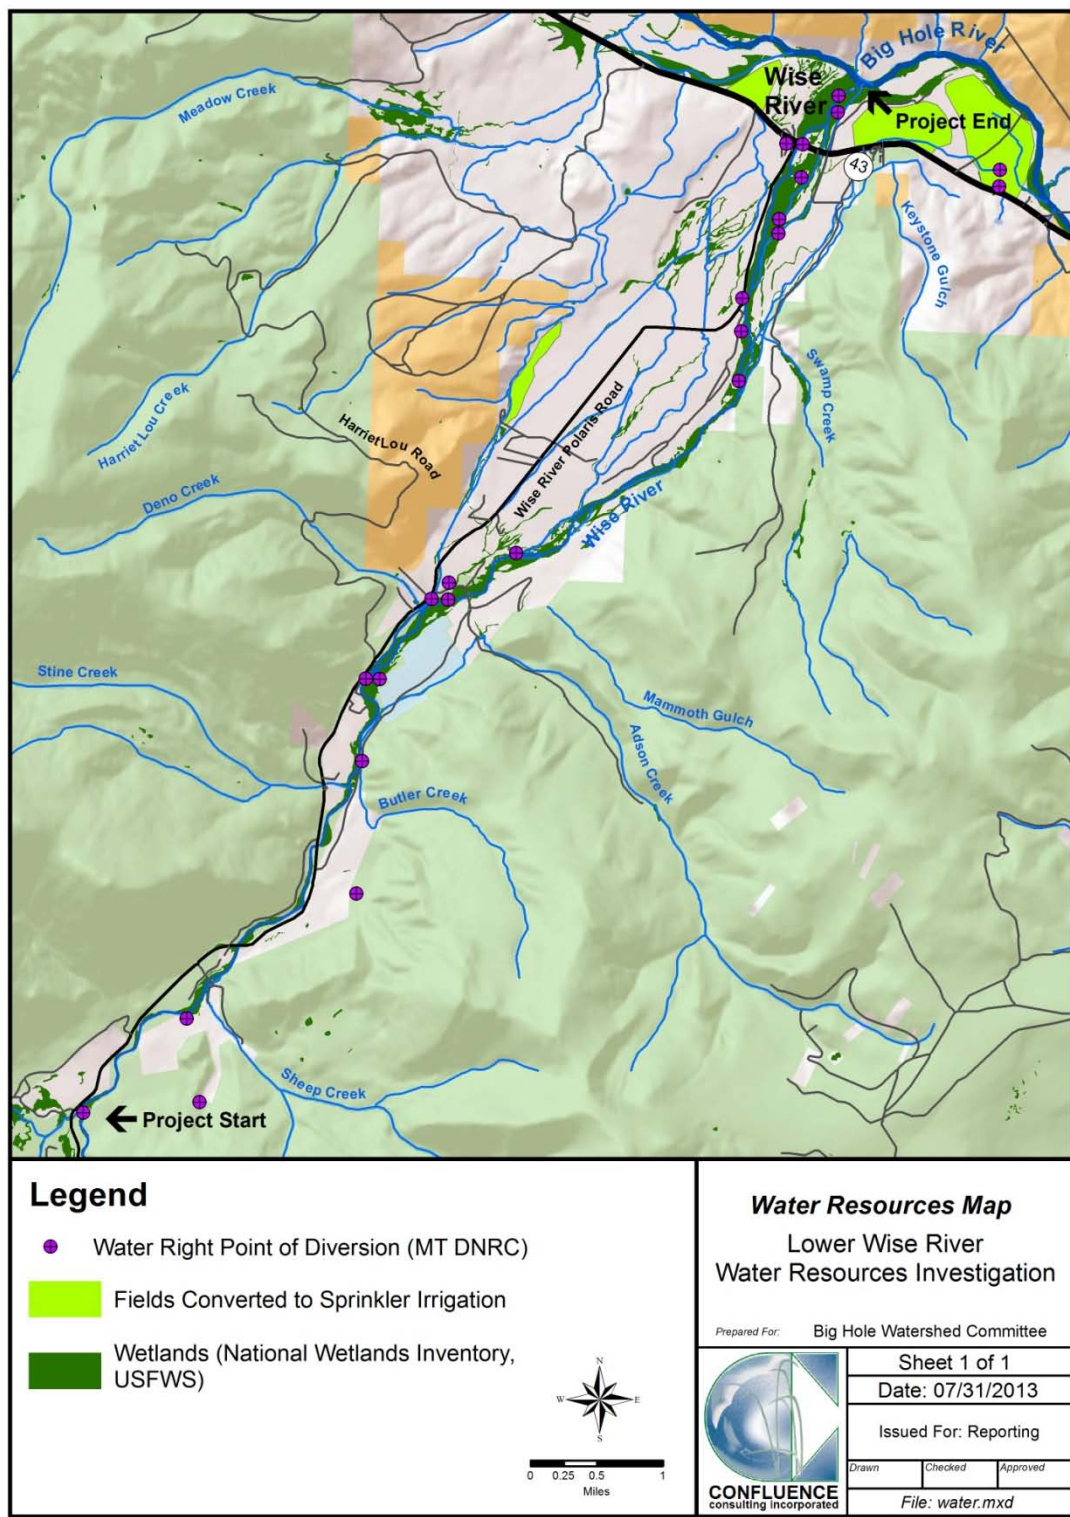 Big Hole River
Wise
River
Project End
Meadow Creek
43
Keystone Gulch
Swamp Creek
Harriet Lou Creek
Harriet Lou Road
Wise River Polaris Road
Deno Creek
Wise River
Stine Creek
Mammoth Gulch
Adson Creek
Butler Creek
Sheep Creek
Project Start
Legend
Water Right Point of Diversion (MT DNRC)
Fields Converted to Sprinkler Irrigation
Wetlands (National Wetlands Inventory,
USFWS)
N
W E
S
0 0.25 0.5 1
Miles
Water Resources Map
Lower Wise River
Water Resources Investigation
Prepared For: Big Hole Watershed Committee
CONFLUENCE
consulting incorporated
Sheet 1 of 1
Date: 07/31/2013
Issued For: Reporting
Drawn Checked Approved
File: water.mxd